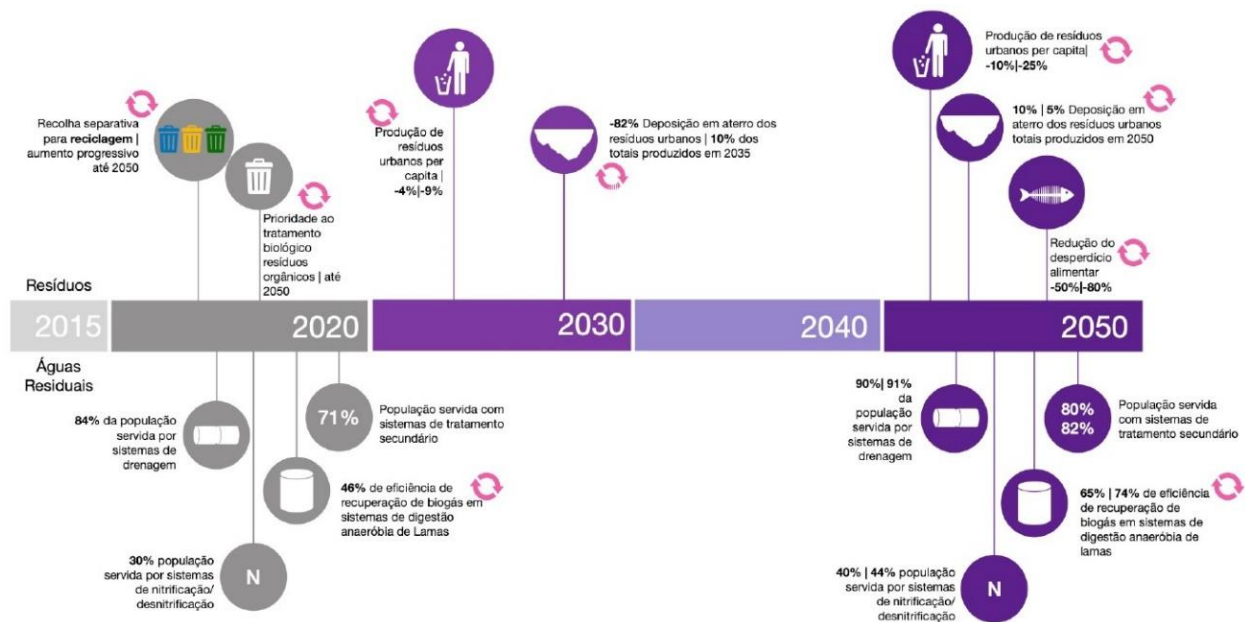 Recolha separativa
para reciclagem |
aumento progressivo
até 2050
Prioridade ao
tratamento
biológico
resíduos
orgânicos | até
2050
Produção de
resíduos
urbanos per
capita |
-4%|-9%
-82% Deposição em aterro dos
resíduos urbanos | 10% dos
totais produzidos em 2035
Produção de resíduos
urbanos per capita|
-10%|-25%
10% | 5% Deposição em
aterro dos resíduos urbanos
totais produzidos em 2050
Redução do
desperdício
alimentar
-50%|-80%
Resíduos
2015
2020
2030
2040
2050
Águas
Residuais
84% da população
servida por
sistemas de
drenagem
30% população
servida por sistemas
de nitrificação/
desnitrificação
N
46% de eficiência de
recuperação de biogás em
sistemas de digestão
anaeróbia de Lamas
71%
População servida com
sistemas de tratamento
secundário
90%| 91%
da
população
servida por
sistemas de
drenagem
40% | 44% população
servida por sistemas
de nitrificação/
desnitrificação
N
65% | 74% de eficiência
de recuperação de
biogás em sistemas de
digestão anaeróbia de
lamas
80%
82%
População servida
com sistemas de
tratamento secundário